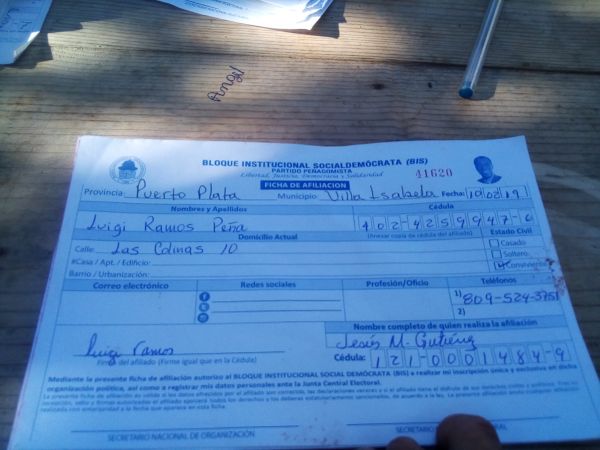 Angel
BLOQUE INSTITUCIONAL SOCIALDEMÓCRATA (BIS)
PARTIDO PEÑAGOMISTA
Libertad, Justicia, Democracia y Solidaridad
41620
FICHA DE AFILIACION
Provincia: Puerto Plata Municipio: Villa Isabela Fecha: 10/02/19
Nombres y Apellidos Cédula
Luigi Ramos Peña 402-4259947-6
(Anexar copia de cédula del afiliado)
Domicilio Actual Estado Civil
Calle: Las Colinas 10 Casado
#Casa / Apt. / Edificio: Soltero
Barrio / Urbanización:
Correo electrónico Redes sociales Profesión/Oficio Teléfonos
1) 809-524-3751
2)
Nombre completo de quien realiza la afiliación
Luigi Ramos Jesús M.
Firma del afiliado (Firme igual que en la Cédula) Cédula: 121-0001484-9
Mediante la presente ficha de afiliación autorizo al BLOQUE INSTITUCIONAL SOCIALDEMÓCRATA (BIS) a realizar mi inscripción única y exclusiva en dicha
organización política, así como a registrar mis datos personales ante la Junta Central Electoral.
SECRETARIO NACIONAL DE ORGANIZACIÓN